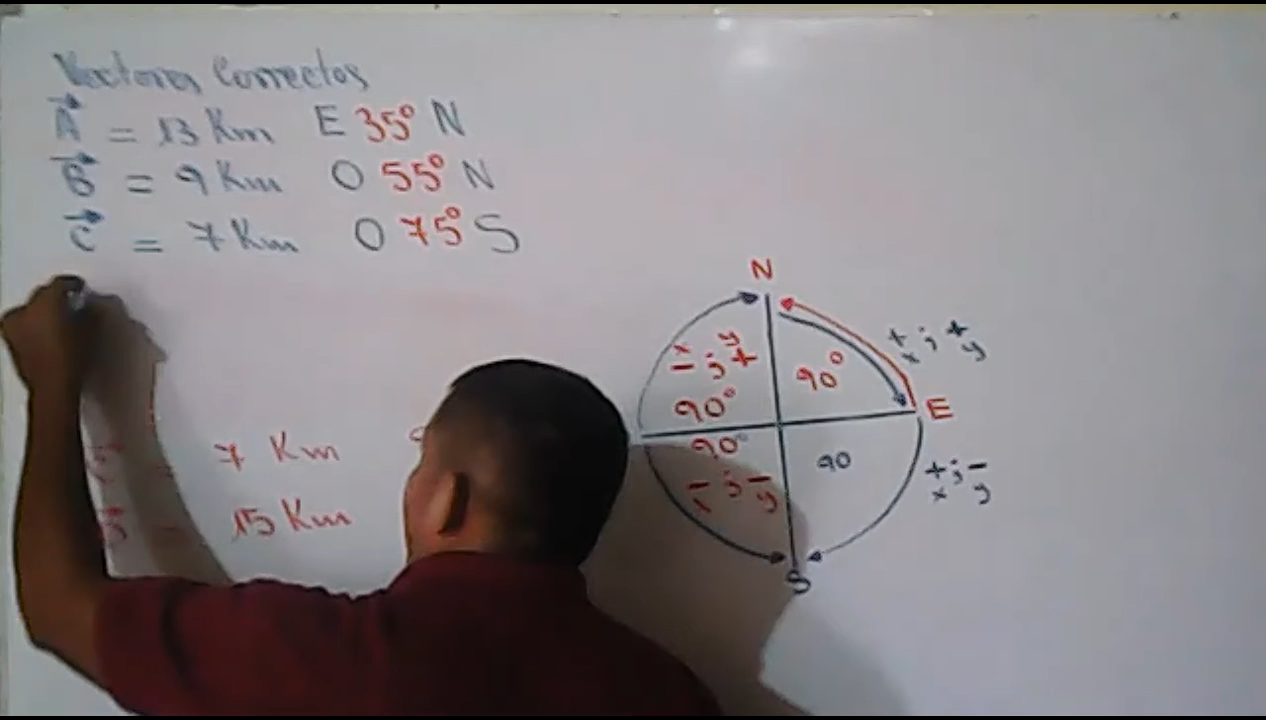 Vectores Correctos
A = 13 Km E 35° N
B = 9 Km O 55° N
C = 7 Km O 75° S
7 Km
15 Km
N
x y
- ; +
90°
90°
+ ; +
x y
E
90°
- ; -
x y
90
+ ; -
x y
S